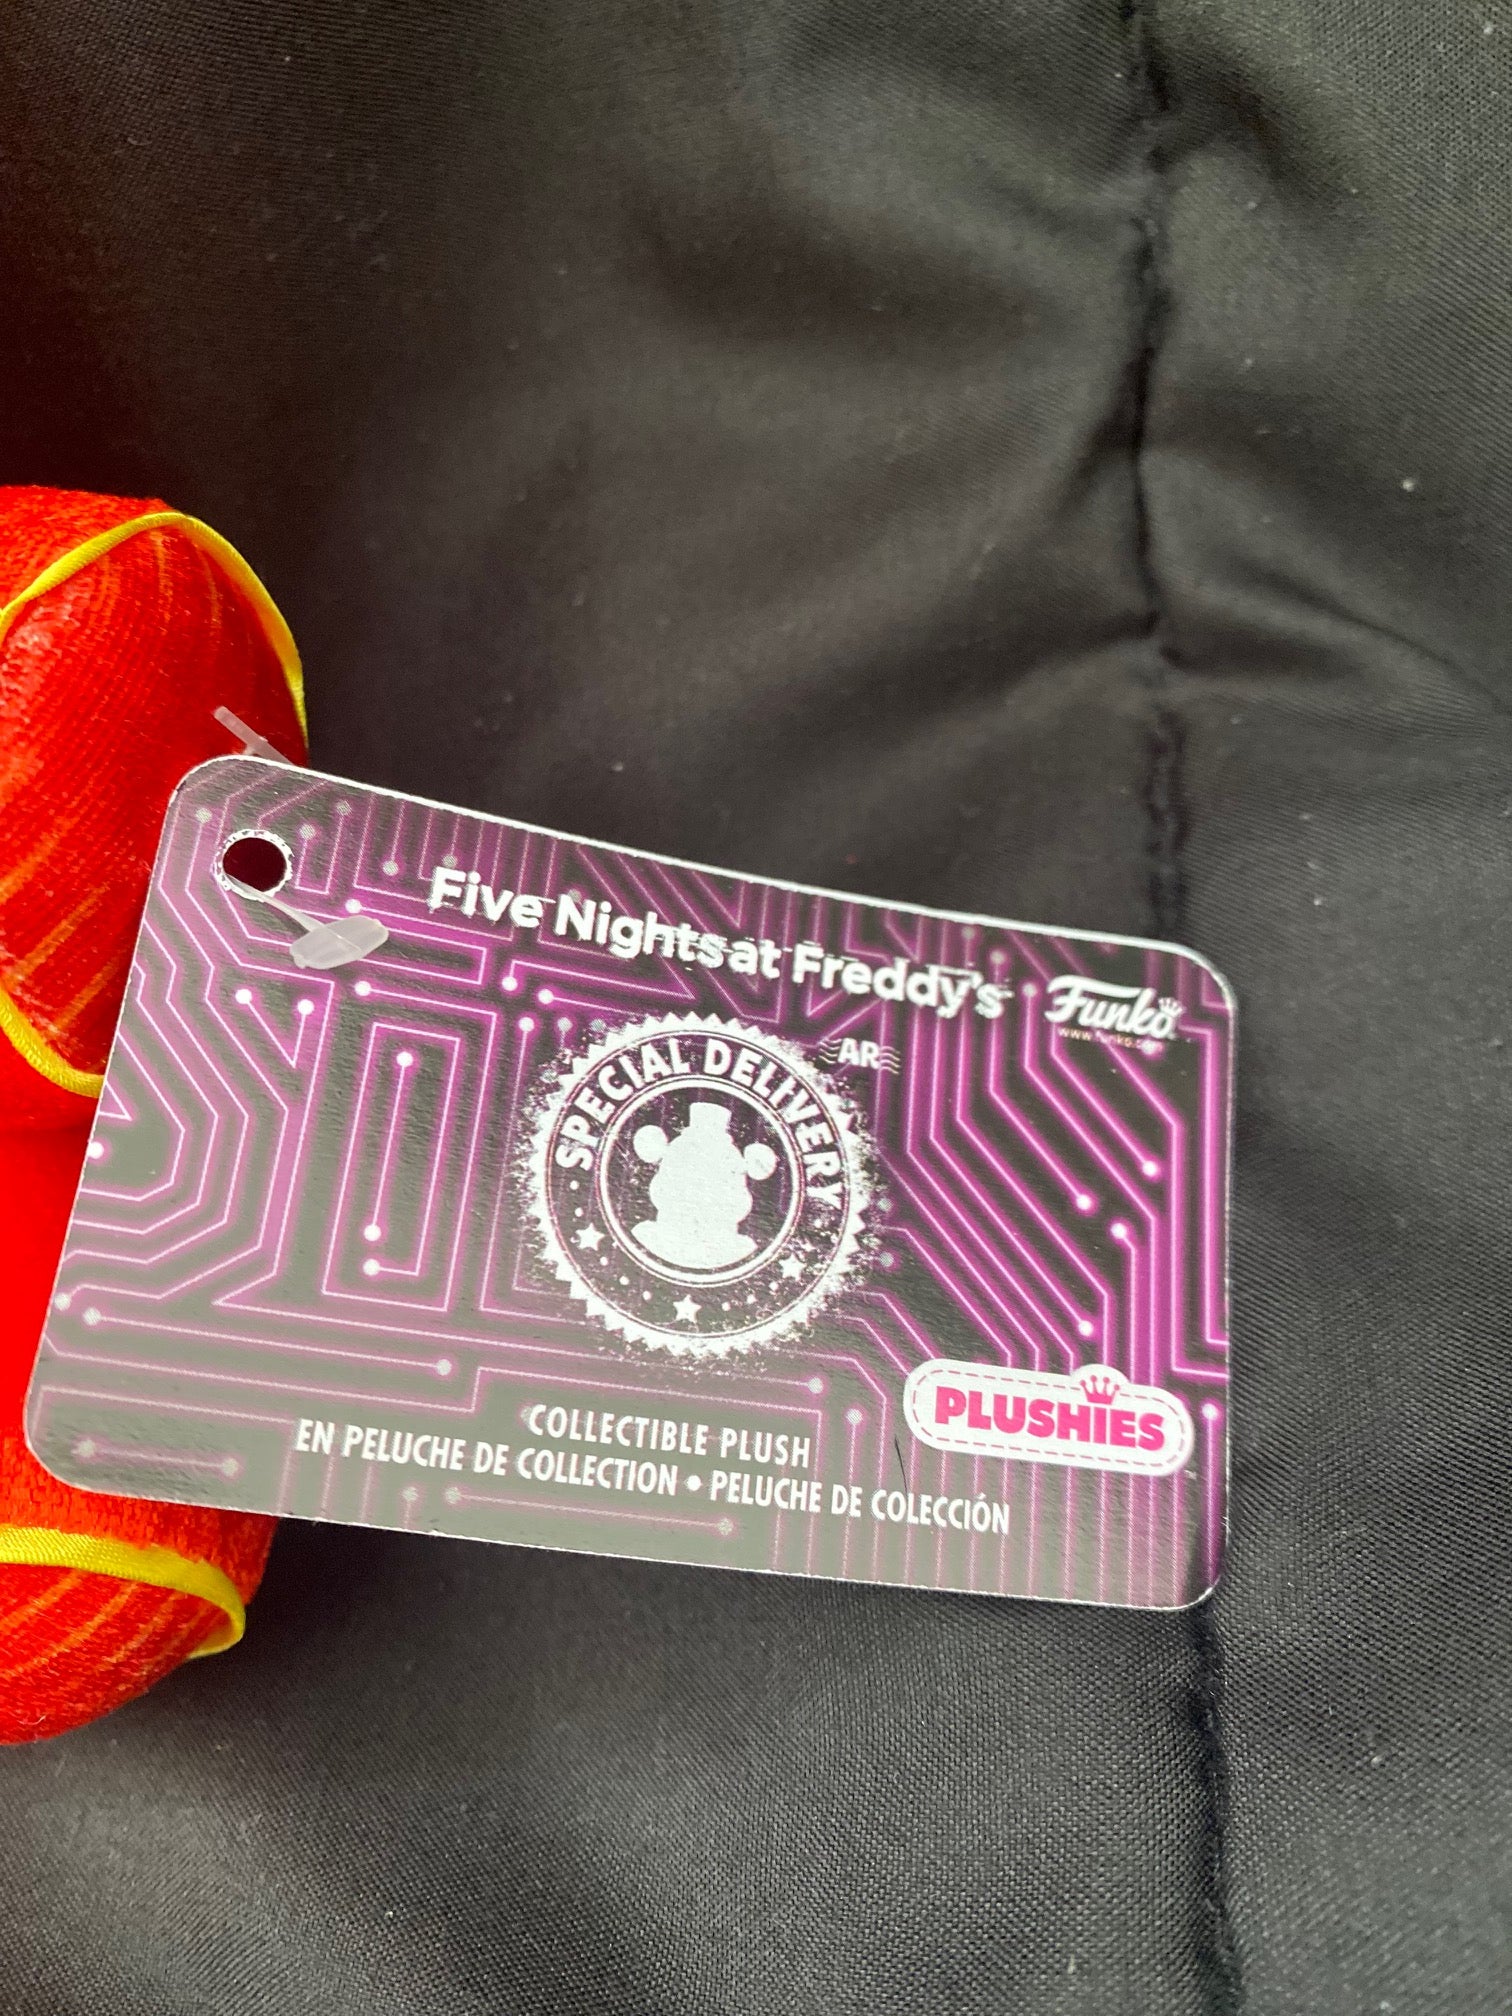 Five Nights at Freddy's
Funko
www.funko.com
AR
SPECIAL DELIVERY
PLUSHIES
COLLECTIBLE PLUSH
EN PELUCHE DE COLLECTION • PELUCHE DE COLECCIÓN